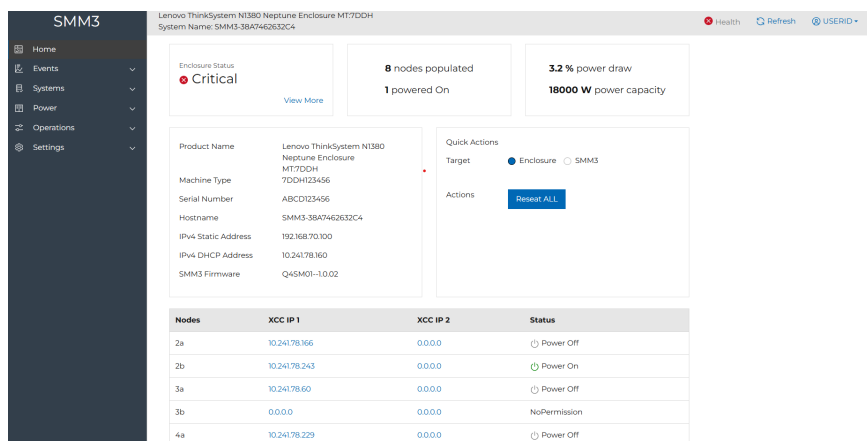 SMM3
Lenovo ThinkSystem N1380 Neptune Enclosure MT:7DDH
System Name: SMM3-38A7462632C4
Health
Refresh
USERID
Home
Events
Systems
Power
Operations
Settings
Enclosure Status
Critical
View More
8 nodes populated
1 powered On
3.2 % power draw
18000 W power capacity
Product Name Lenovo ThinkSystem N1380
Neptune Enclosure
MT:7DDH
Machine Type 7DDH123456
Serial Number ABCD123456
Hostname SMM3-38A7462632C4
IPv4 Static Address 192.168.70.100
IPv4 DHCP Address 10.241.78.160
SMM3 Firmware Q4SM01--1.0.02
Quick Actions
Target Enclosure SMM3
Actions Reseat ALL
Nodes XCC IP 1 XCC IP 2 Status
2a 10.241.78.166 0.0.0.0 Power Off
2b 10.241.78.243 0.0.0.0 Power On
3a 10.241.78.60 0.0.0.0 Power Off
3b 0.0.0.0 0.0.0.0 NoPermission
4a 10.241.78.229 0.0.0.0 Power Off